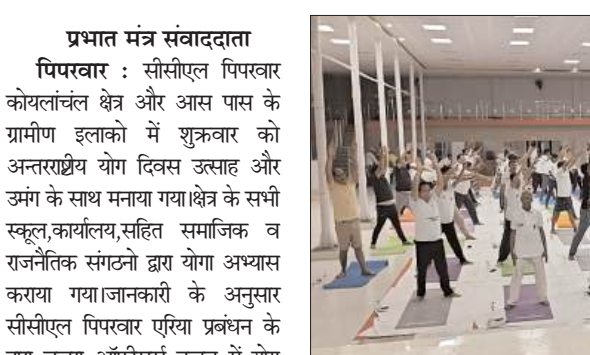 प्रभात मंत्र संवाददाता
पिपरवार : सीसीएल पिपरवार
कोयलांचंल क्षेत्र और आस पास के
ग्रामीण इलाको में शुक्रवार को
अन्तरराष्ट्रीय योग दिवस उत्साह और
उमंग के साथ मनाया गया।क्षेत्र के सभी
स्कूल,कार्यालय,सहित समाजिक व
राजनैतिक संगठनो द्वारा योगा अभ्यास
कराया गया।जानकारी के अनुसार
सीसीएल पिपरवार एरिया प्रबंधन के